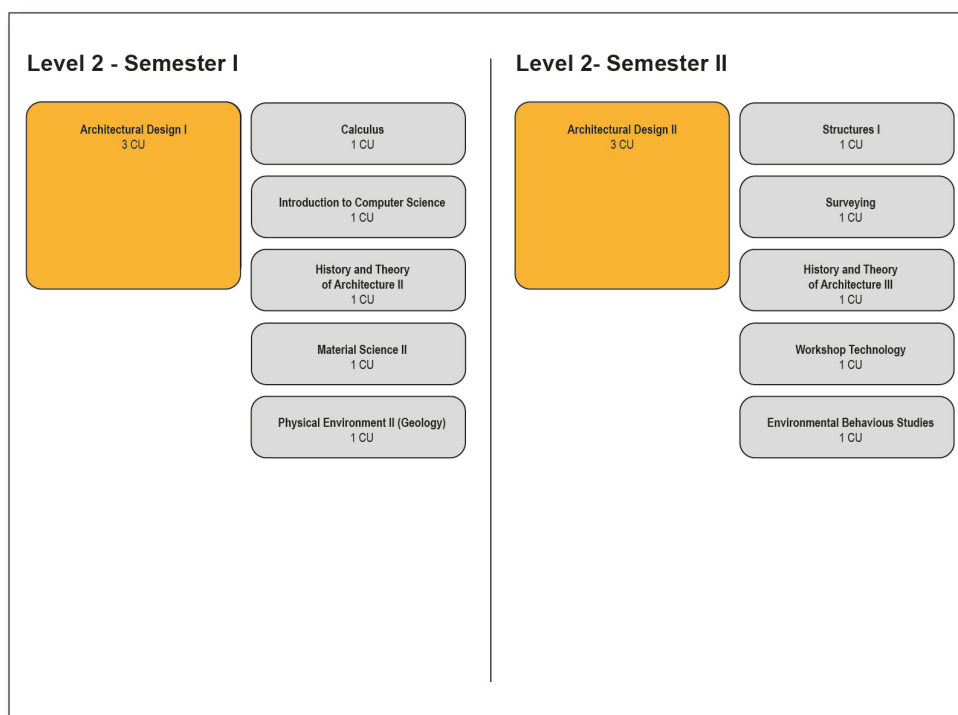 Level 2 - Semester I
Architectural Design I
3 CU
Calculus
1 CU
Introduction to Computer Science
1 CU
History and Theory
of Architecture II
1 CU
Material Science II
1 CU
Physical Environment II (Geology)
1 CU
Level 2- Semester II
Architectural Design II
3 CU
Structures I
1 CU
Surveying
1 CU
History and Theory
of Architecture III
1 CU
Workshop Technology
1 CU
Environmental Behavious Studies
1 CU